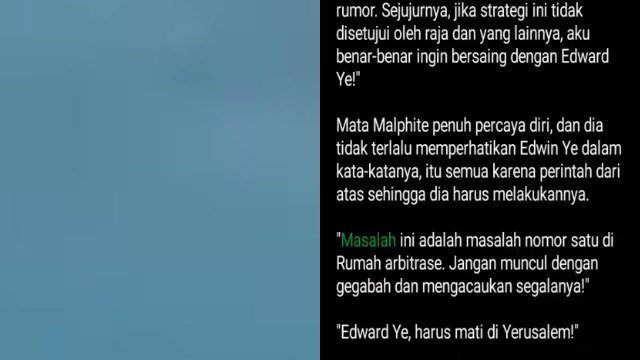 rumor. Sejujurnya, jika strategi ini tidak
disetujui oleh raja dan yang lainnya, aku
benar-benar ingin bersaing dengan Edward
Ye!"
Mata Malphite penuh percaya diri, dan dia
tidak terlalu memperhatikan Edwin Ye dalam
kata-katanya, itu semua karena perintah dari
atas sehingga dia harus melakukannya.
"Masalah ini adalah masalah nomor satu di
Rumah arbitrase. Jangan muncul dengan
gegabah dan mengacaukan segalanya!"
"Edward Ye, harus mati di Yerusalem!"